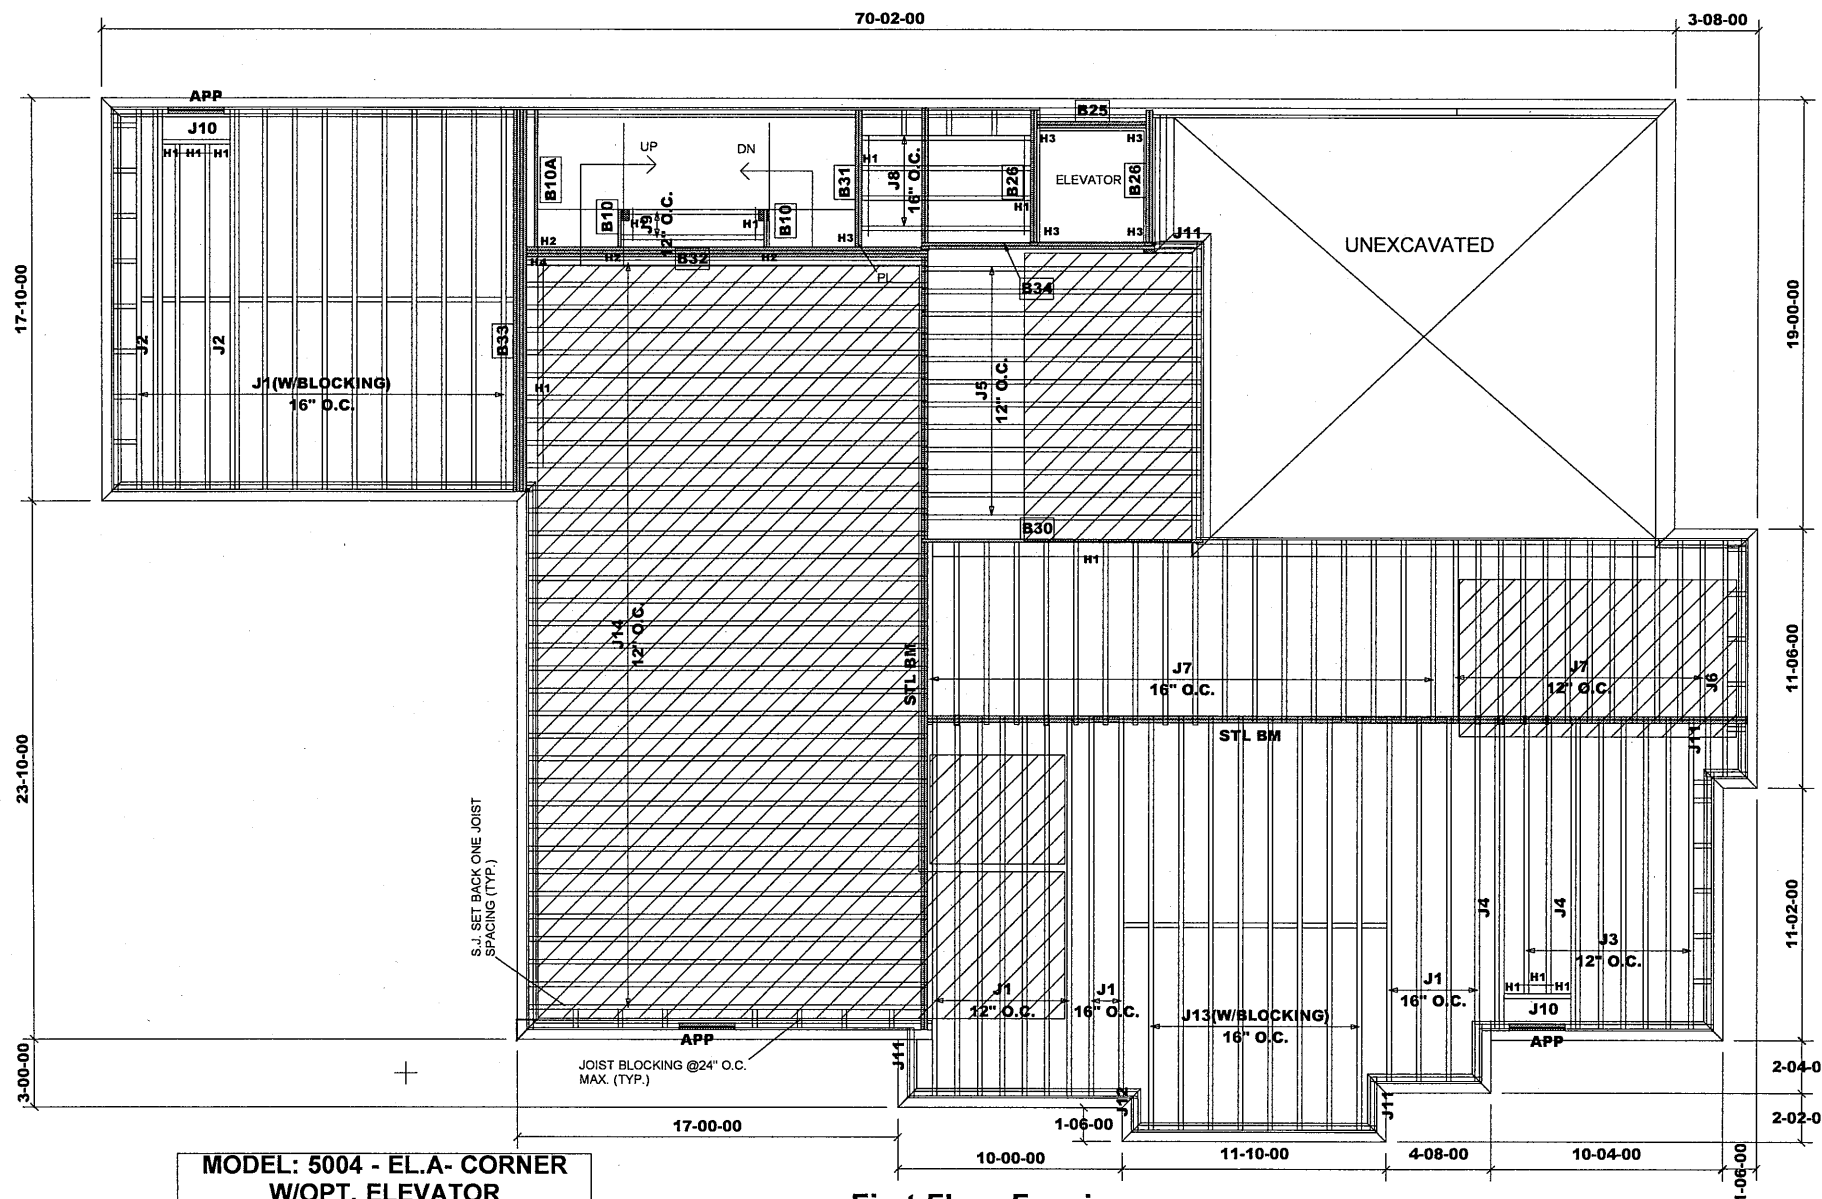 70-02-00
3-08-00
APP
J10
H1 H1 H1
B10A
UP
DN
B10
H1
J9
12" O.C.
H1
B10
B31
H1
J8
16" O.C.
B25
H3
H3
B26
ELEVATOR
B26
H1
H3
H3
H2
H3
H4
H2
B32
H2
PI
J11
B34
UNEXCAVATED
17-10-00
19-00-00
J2
J2
B33
J1(W/BLOCKING)
16" O.C.
H1
J5
12" O.C.
B30
H1
J14
12" O.C.
STL BM
J7
16" O.C.
J7
12" O.C.
J6
11-06-00
STL BM
J11
23-10-00
S.J. SET BACK ONE JOIST
SPACING (TYP.)
J4
J4
J3
12" O.C.
11-02-00
H1
H1
H1
J10
APP
J1
12" O.C.
J1
16" O.C.
J13(W/BLOCKING)
16" O.C.
J1
16" O.C.
APP
JOIST BLOCKING @24" O.C.
MAX. (TYP.)
J11
J12
J11
3-00-00
2-04-0
2-02-0
17-00-00
1-06-00
10-00-00
11-10-00
4-08-00
10-04-00
1-06-00
MODEL: 5004 - EL.A- CORNER
W/OPT. ELEVATOR